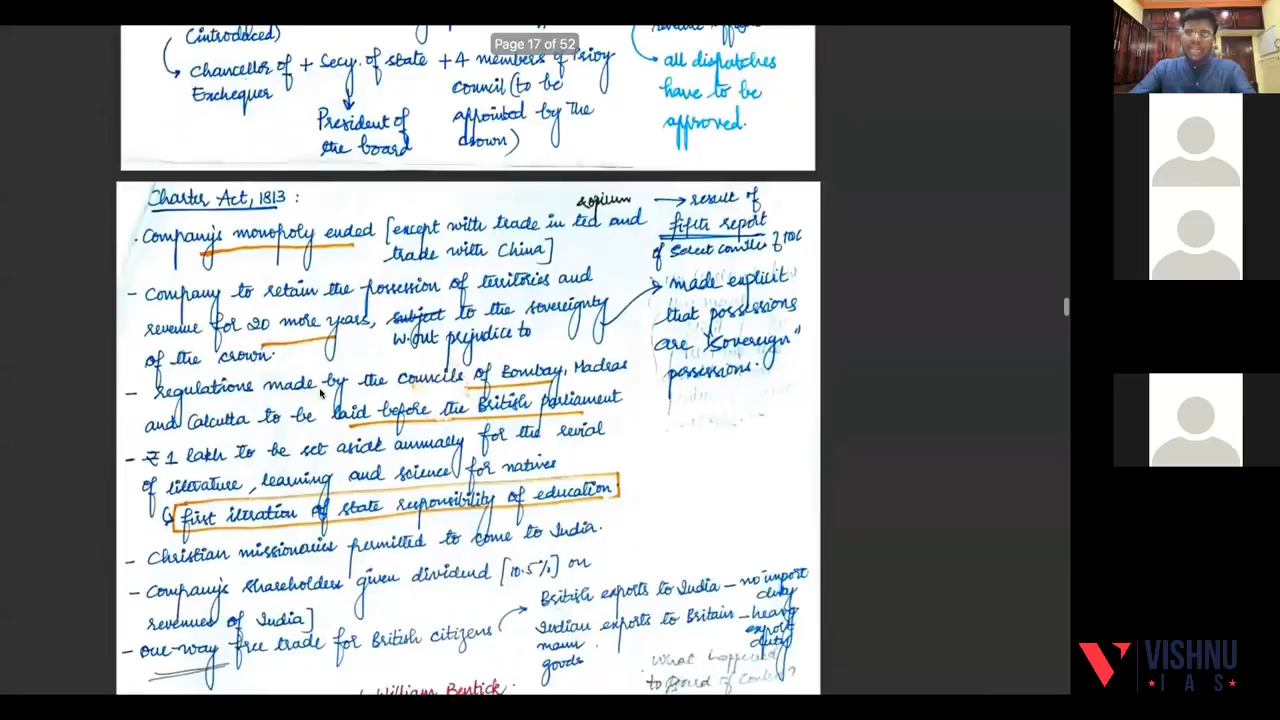 (introduced)
Page 17 of 52
Chancellor of + Secy. of state + 4 members of Privy
Exchequer
council (to be
President of
appointed by the
the board
crown)
all dispatches
have to be
approved.
Charter Act, 1813 :
opium
→ result of
fifth report
of Select comttee of HOC
Company's monopoly ended [except with trade in tea and
trade with China]
- Company to retain the possession of territories and
revenue for 20 more years, subject to the sovereignty
w.out prejudice to
of the crown.
made explicit
that possessions
are "sovereign"
possessions.
- Regulations made by the councils of Bombay, Madras
and Calcutta to be laid before the British parliament
- ₹ 1 lakh to be set aside annually for the revial
of literature, learning and science for natives
first iteration of state responsibility of education
- Christian missionaries permitted to come to India.
- Company's shareholders given dividend [10.5%] on
revenues of India]
- one-way free trade for British citizens
British exports to India - no import
duty
Indian exports to Britain - heavy
export
duty
manu
goods
What happened
to Board of Control?
William Bentick.
VISHNU
IAS